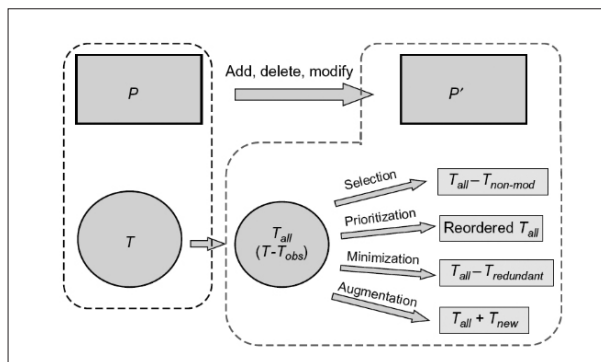 P
Add, delete, modify
P′
T
T_all
(T-T_obs)
Selection
T_all – T_non-mod
Prioritization
Reordered T_all
Minimization
T_all – T_redundant
Augmentation
T_all + T_new